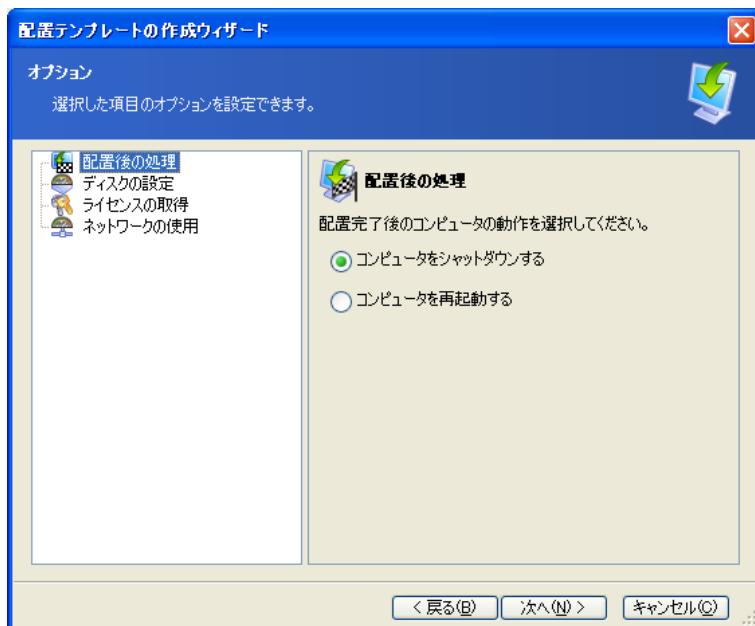 配置テンプレートの作成ウィザード
オプション
選択した項目のオプションを設定できます。
配置後の処理
ディスクの設定
ライセンスの取得
ネットワークの使用
配置後の処理
配置完了後のコンピュータの動作を選択してください。
コンピュータをシャットダウンする
コンピュータを再起動する
< 戻る(B)
次へ(N) >
キャンセル(C)